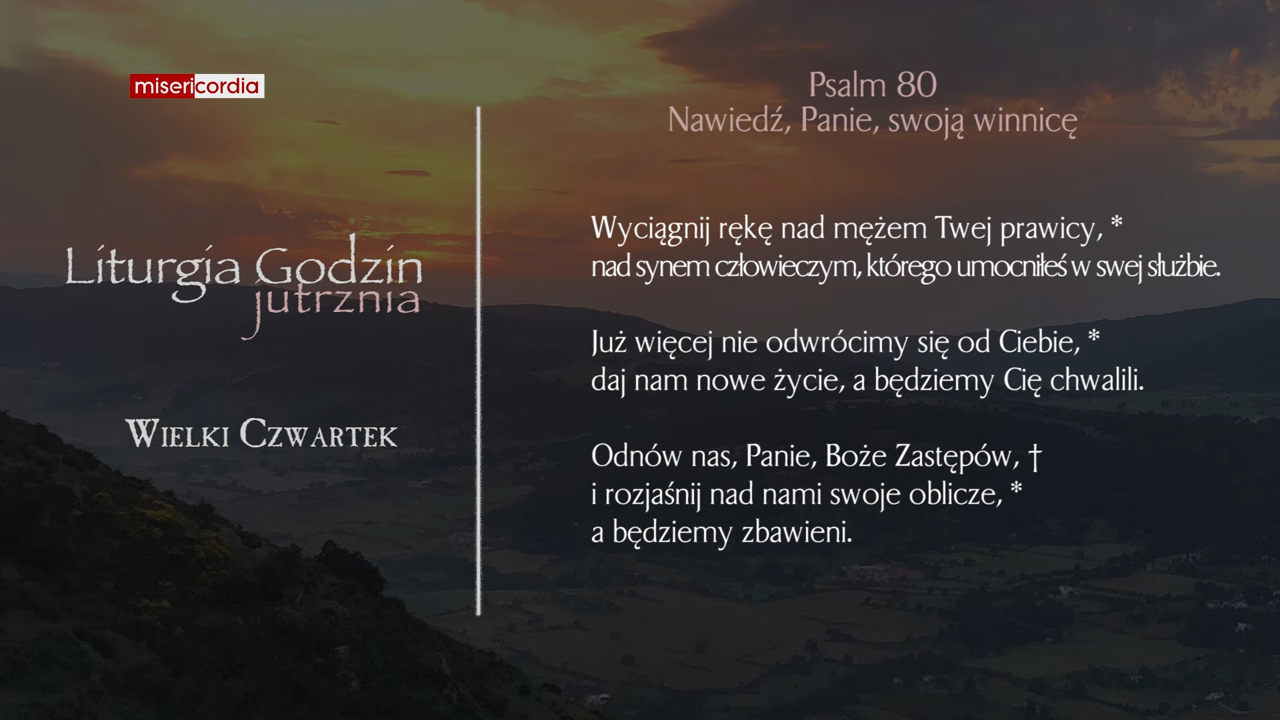 misericordia
Liturgia Godzin
jutrznia
Wielki Czwartek
Psalm 80
Nawiedź, Panie, swoją winnicę
Wyciągnij rękę nad mężem Twej prawicy, *
nad synem człowieczym, którego umocniłeś w swej służbie.
Już więcej nie odwrócimy się od Ciebie, *
daj nam nowe życie, a będziemy Cię chwalili.
Odnów nas, Panie, Boże Zastępów, †
i rozjaśnij nad nami swoje oblicze, *
a będziemy zbawieni.